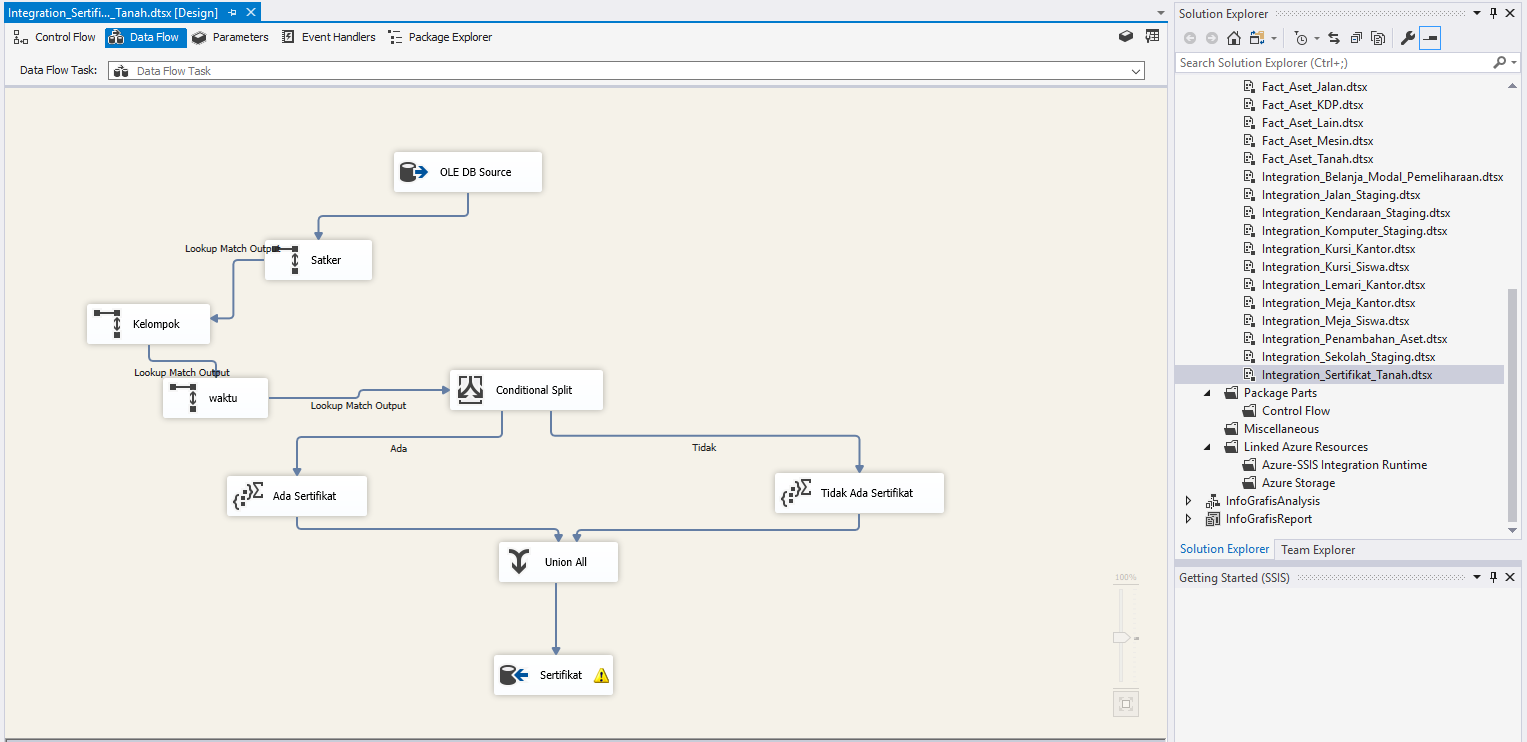 Integration_Sertifi..._Tanah.dtsx [Design]
Control Flow
Data Flow
Parameters
Event Handlers
Package Explorer
Data Flow Task:
Data Flow Task
OLE DB Source
Lookup Match Output
Satker
Kelompok
Lookup Match Output
waktu
Lookup Match Output
Conditional Split
Ada
Tidak
Ada Sertifikat
Tidak Ada Sertifikat
Union All
Sertifikat
100%
Solution Explorer
Search Solution Explorer (Ctrl+;)
Fact_Aset_Jalan.dtsx
Fact_Aset_KDP.dtsx
Fact_Aset_Lain.dtsx
Fact_Aset_Mesin.dtsx
Fact_Aset_Tanah.dtsx
Integration_Belanja_Modal_Pemeliharaan.dtsx
Integration_Jalan_Staging.dtsx
Integration_Kendaraan_Staging.dtsx
Integration_Komputer_Staging.dtsx
Integration_Kursi_Kantor.dtsx
Integration_Kursi_Siswa.dtsx
Integration_Lemari_Kantor.dtsx
Integration_Meja_Kantor.dtsx
Integration_Meja_Siswa.dtsx
Integration_Penambahan_Aset.dtsx
Integration_Sekolah_Staging.dtsx
Integration_Sertifikat_Tanah.dtsx
Package Parts
Control Flow
Miscellaneous
Linked Azure Resources
Azure-SSIS Integration Runtime
Azure Storage
InfoGrafisAnalysis
InfoGrafisReport
Solution Explorer
Team Explorer
Getting Started (SSIS)